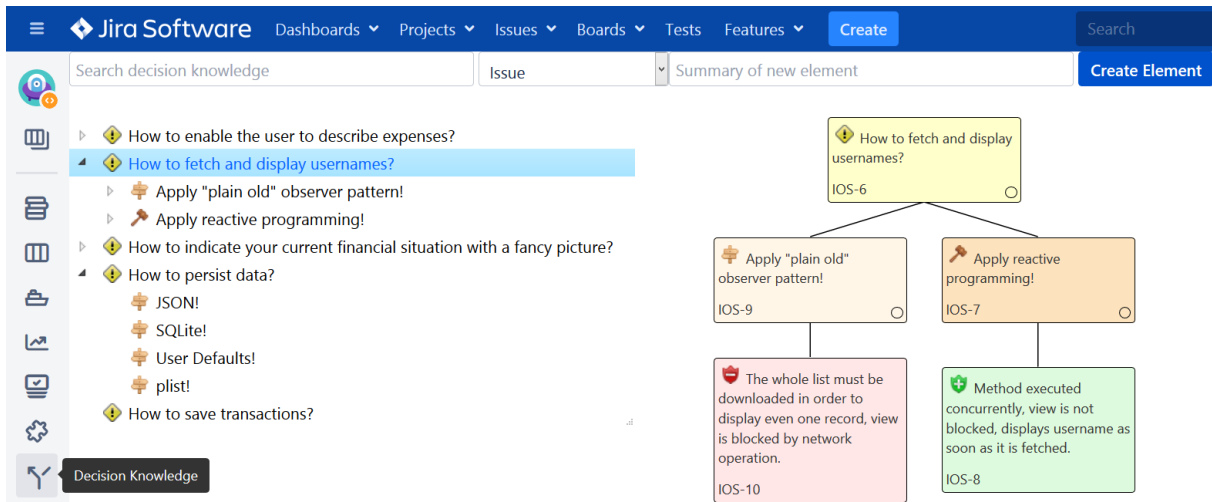 Jira Software Dashboards Projects Issues Boards Tests Features Create Search
Search decision knowledge Issue Summary of new element Create Element
How to enable the user to describe expenses?
How to fetch and display usernames?
Apply "plain old" observer pattern!
Apply reactive programming!
How to indicate your current financial situation with a fancy picture?
How to persist data?
JSON!
SQLite!
User Defaults!
plist!
How to save transactions?
Decision Knowledge
How to fetch and display
usernames?
IOS-6
Apply "plain old"
observer pattern!
IOS-9
Apply reactive
programming!
IOS-7
The whole list must be
downloaded in order to
display even one record, view
is blocked by network
operation.
IOS-10
Method executed
concurrently, view is not
blocked, displays username as
soon as it is fetched.
IOS-8